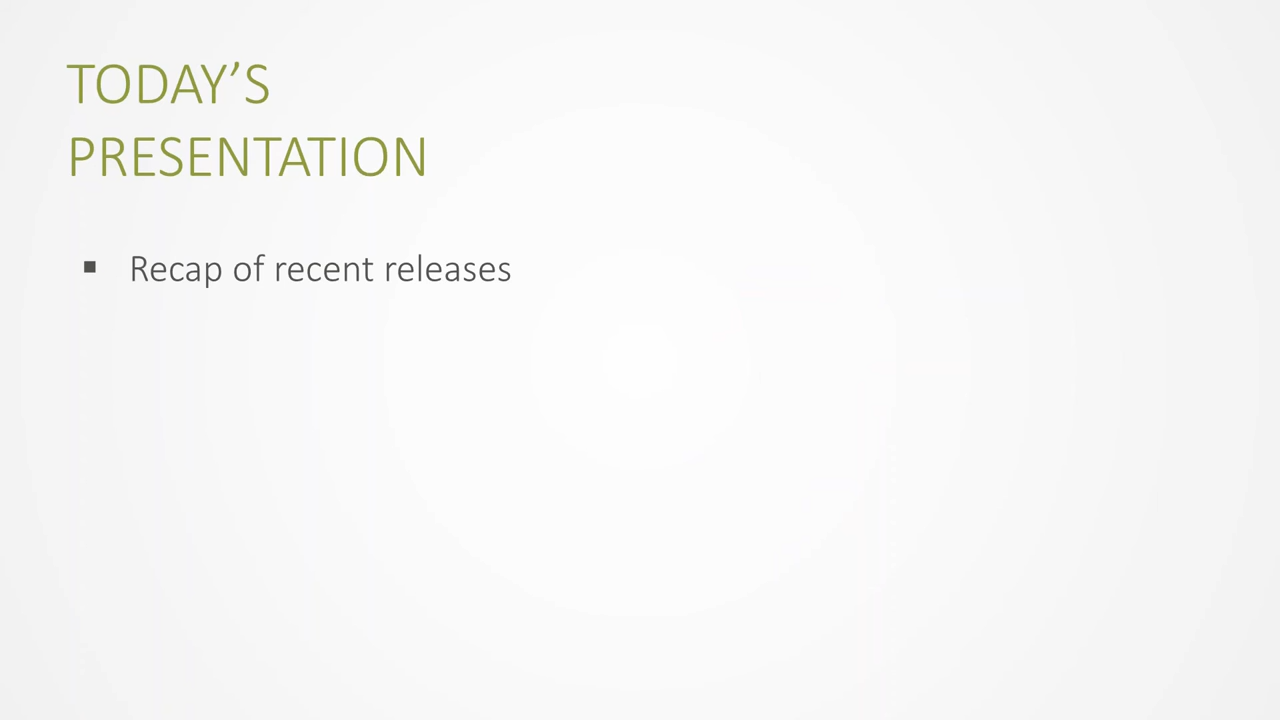 TODAY’S
PRESENTATION
▪ Recap of recent releases